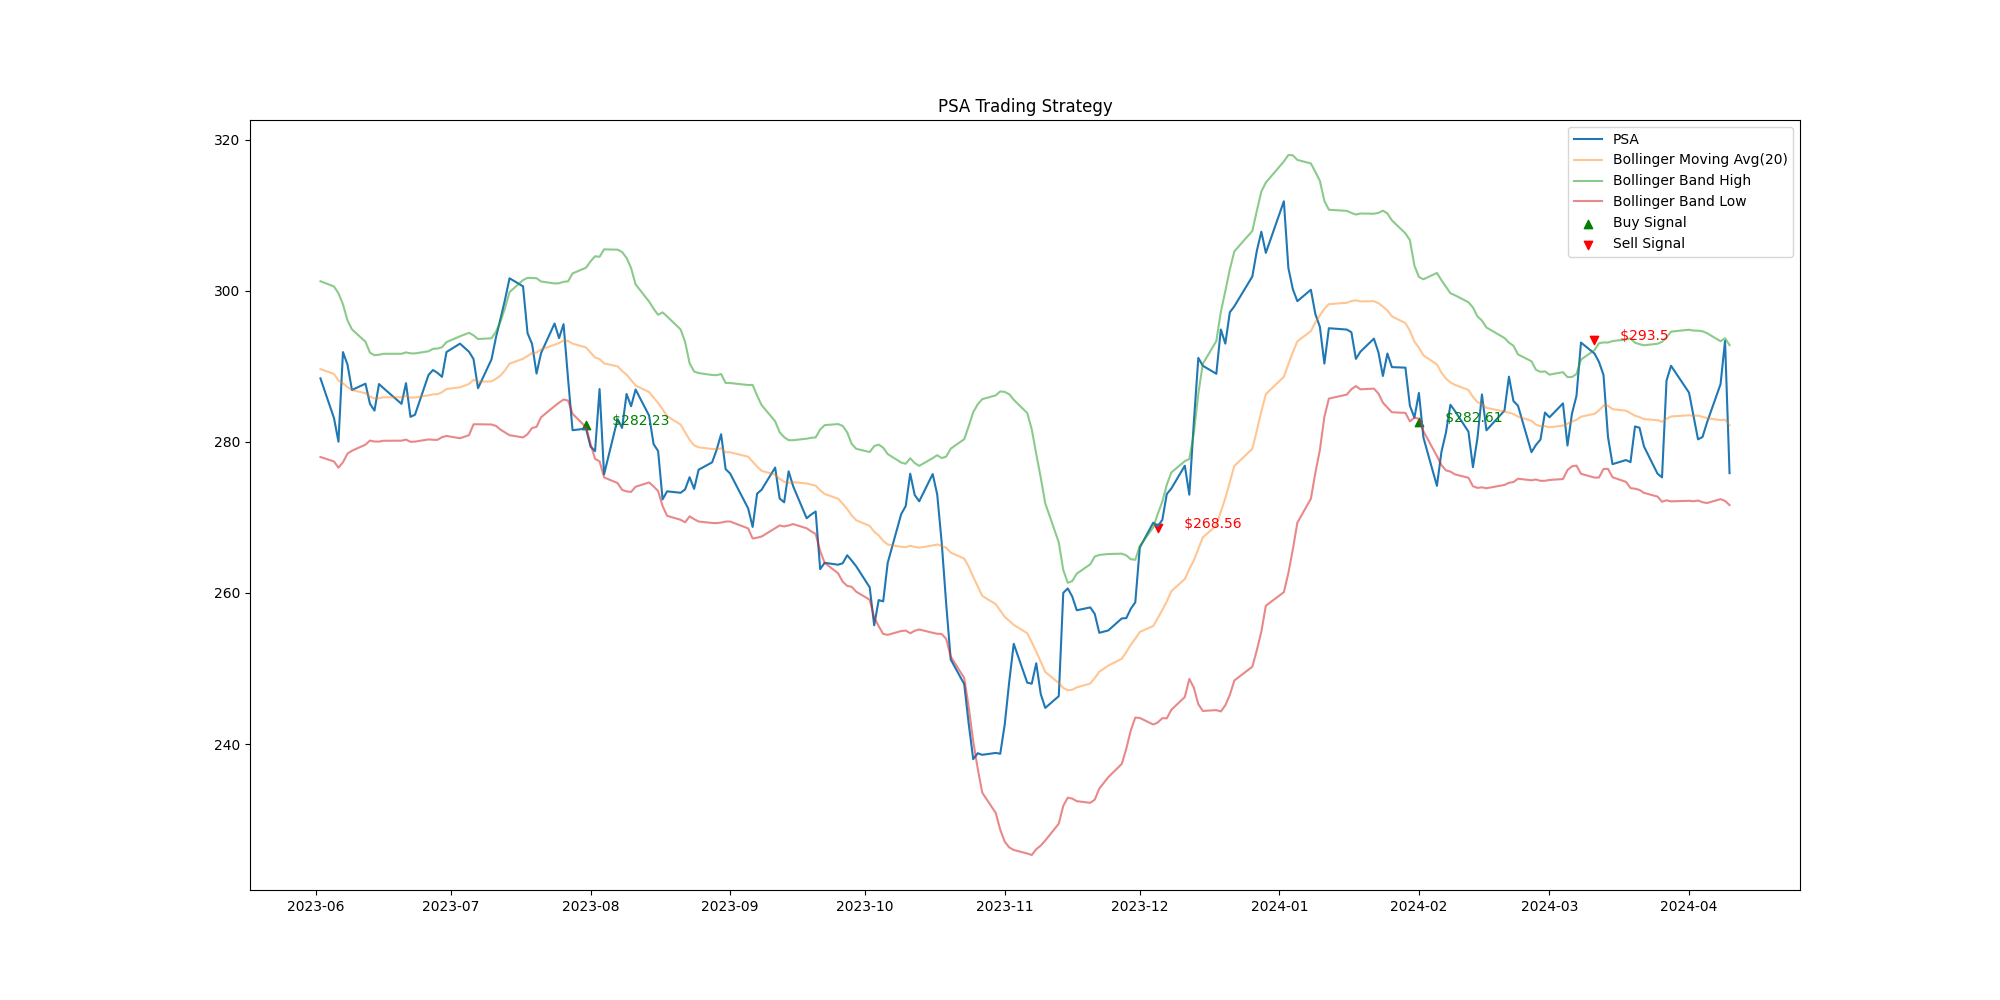 PSA Trading Strategy
320
300
280
260
240
PSA
Bollinger Moving Avg(20)
Bollinger Band High
Bollinger Band Low
Buy Signal
Sell Signal
$293.5
$282.23
$282.61
$268.56
2023-06
2023-07
2023-08
2023-09
2023-10
2023-11
2023-12
2024-01
2024-02
2024-03
2024-04